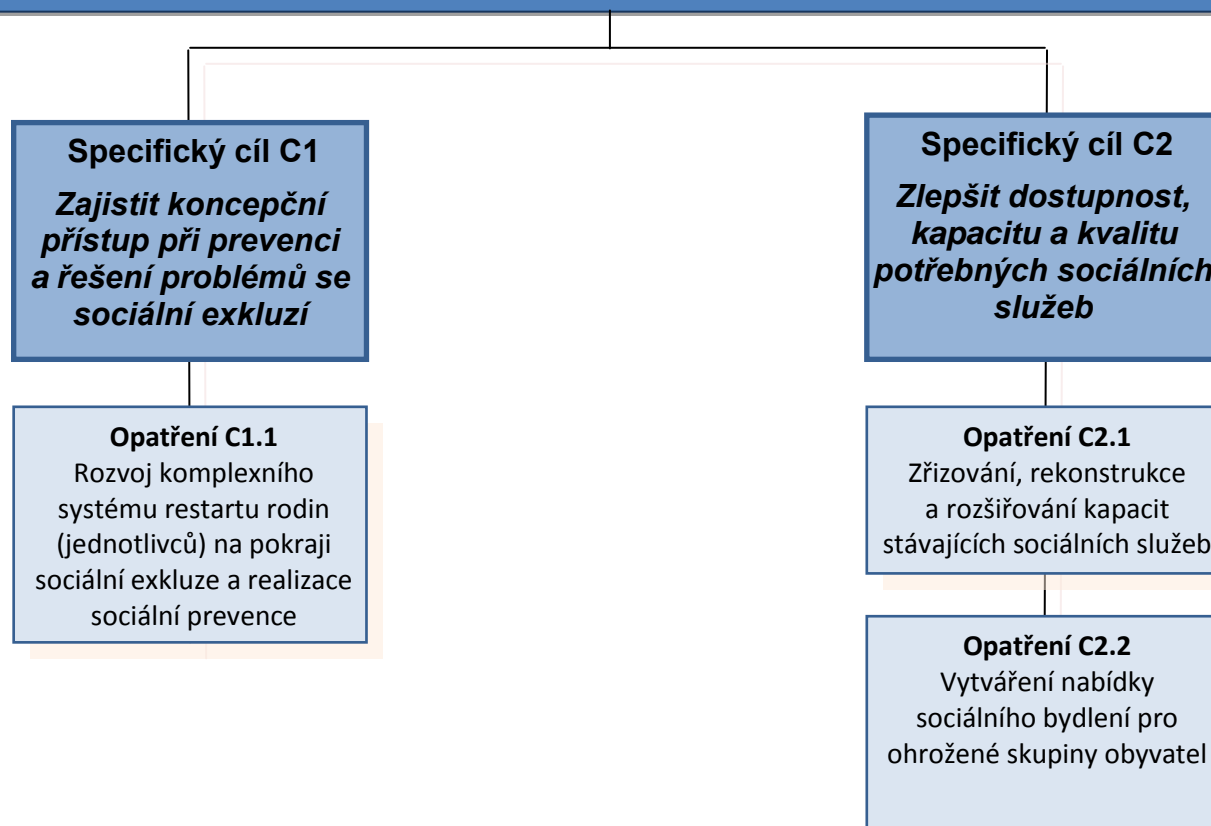 Specifický cíl C1
Zajistit koncepční
přístup při prevenci
a řešení problémů se
sociální exkluzí
Opatření C1.1
Rozvoj komplexního
systému restartu rodin
(jednotlivců) na pokraji
sociální exkluze a realizace
sociální prevence
Specifický cíl C2
Zlepšit dostupnost,
kapacitu a kvalitu
potřebných sociálních
služeb
Opatření C2.1
Zřizování, rekonstrukce
a rozšiřování kapacit
stávajících sociálních služeb
Opatření C2.2
Vytváření nabídky
sociálního bydlení pro
ohrožené skupiny obyvatel